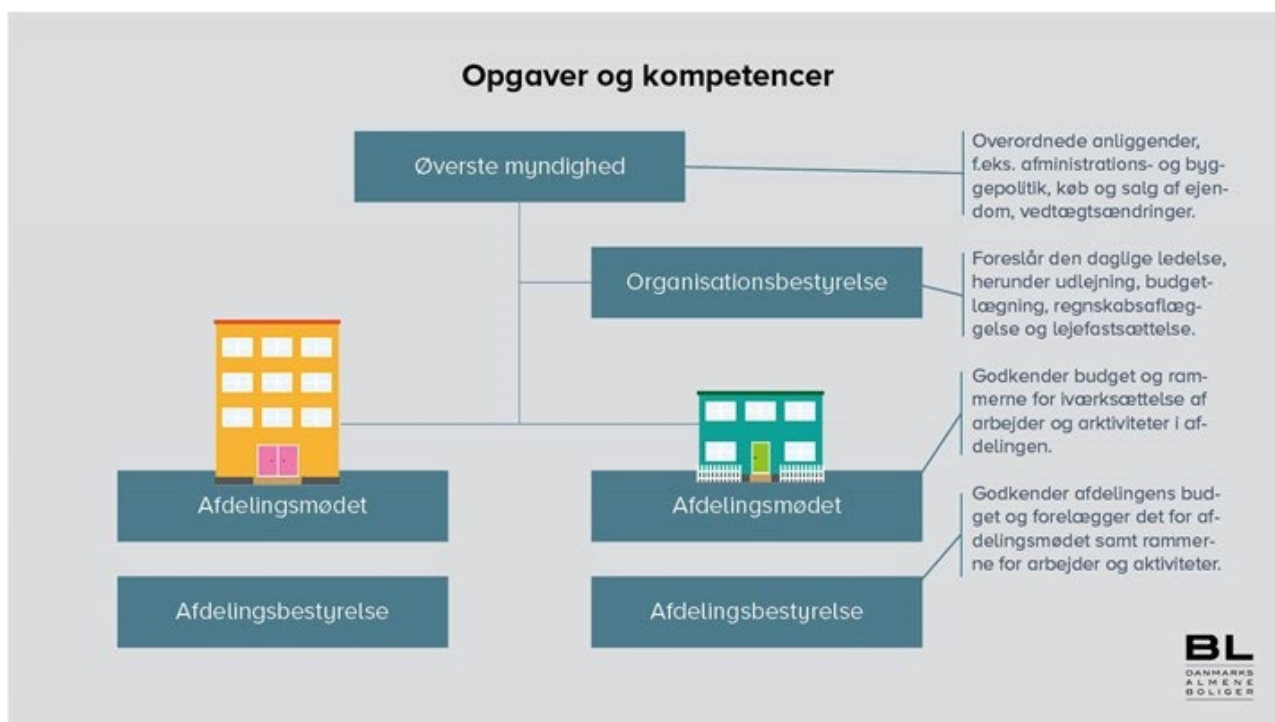 Opgaver og kompetencer
Øverste myndighed
Overordnede anliggender,
f.eks. afministrations- og byg-
gepolitik, køb og salg af ejen-
dom, vedtægtsændringer.
Organisationsbestyrelse
Foreslår den daglige ledelse,
herunder udlejning, budget-
lægning, regnskabsaflæg-
gelse og lejefastsættelse.
Godkender budget og ram-
merne for iværksættelse af
arbejder og arktiviteter i af-
delingen.
Afdelingsmødet
Afdelingsmødet
Godkender afdelingens bud-
get og forelægger det for af-
delingsmødet samt rammer-
ne for arbejder og aktiviteter.
Afdelingsbestyrelse
Afdelingsbestyrelse
BL
DANMARKS
ALMENE
BOLIGER